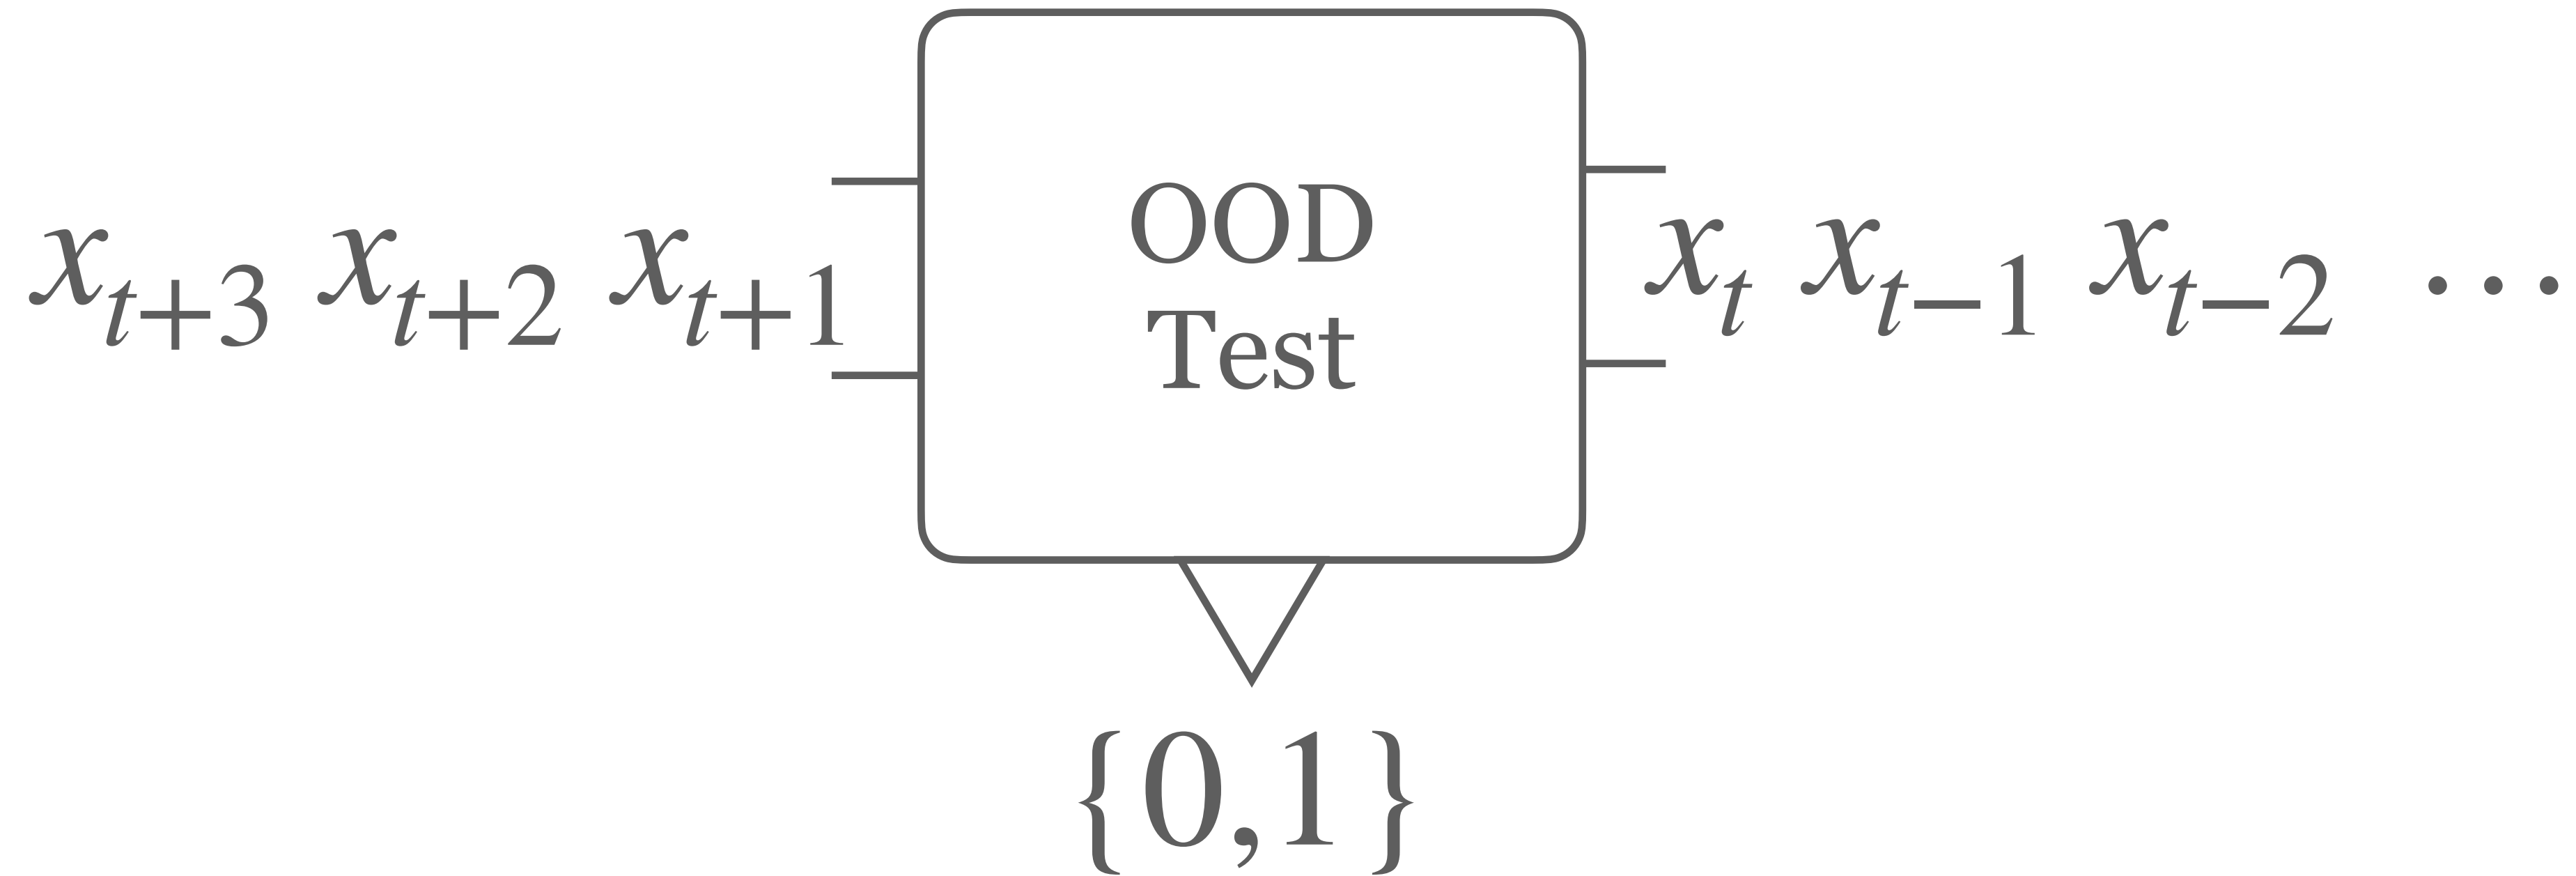 OOD
Test
x_{t+3} x_{t+2} x_{t+1}
x_t x_{t−1} x_{t−2} ⋯
{0,1}